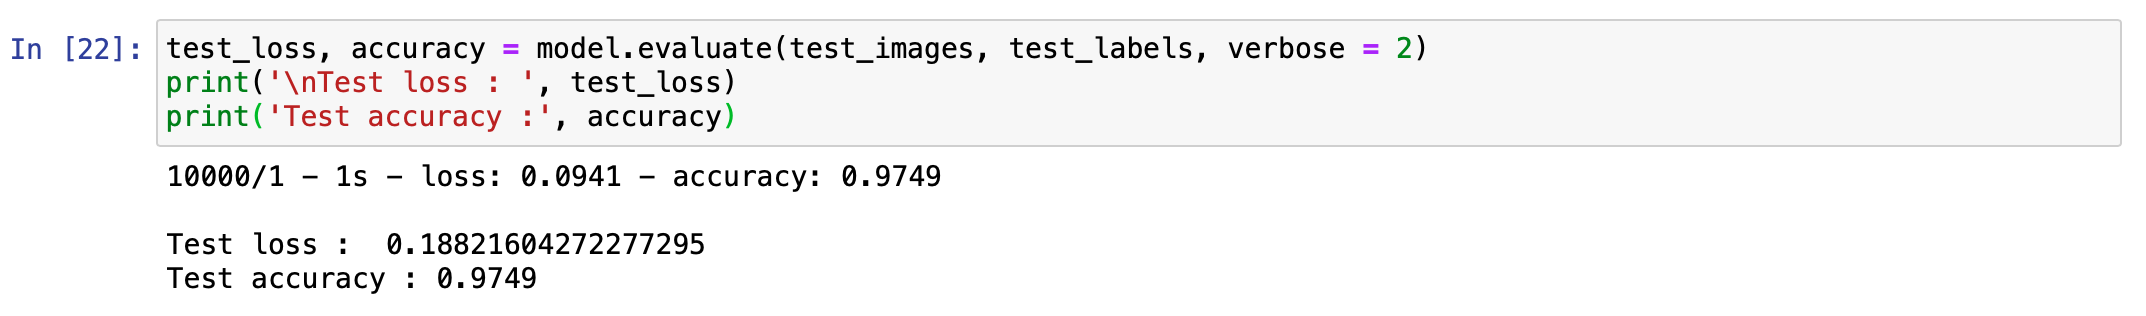 In [22]: test_loss, accuracy = model.evaluate(test_images, test_labels, verbose = 2)
print('\nTest loss : ', test_loss)
print('Test accuracy :', accuracy)
10000/1 - 1s - loss: 0.0941 - accuracy: 0.9749
Test loss :  0.18821604272277295
Test accuracy : 0.9749